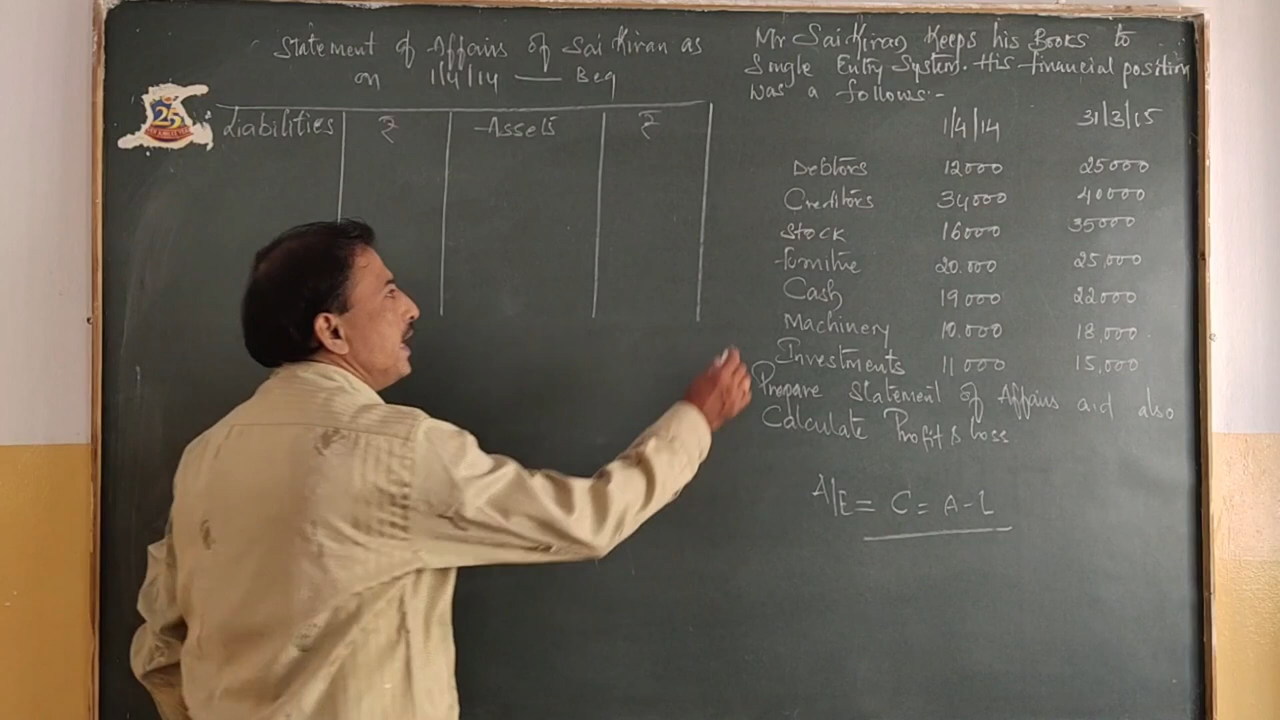 Statement of Affairs of Sai Kiran as
on 1/4/14 — Beg
Liabilities ₹ Assets ₹
25
Mr Sai Kiran Keeps his Books to
Single Entry System. His financial position
was a follows:-
1/4/14 31/3/15
Debtors 12000 25000
Creditors 34000 40000
Stock 16000 35000
Furniture 20.000 25,000
Cash 19000 22000
Machinery 10.000 18,000.
Investments 11000 15,000
Prepare Statement of Affairs and also
Calculate Profit & Loss
A/E = C = A - L